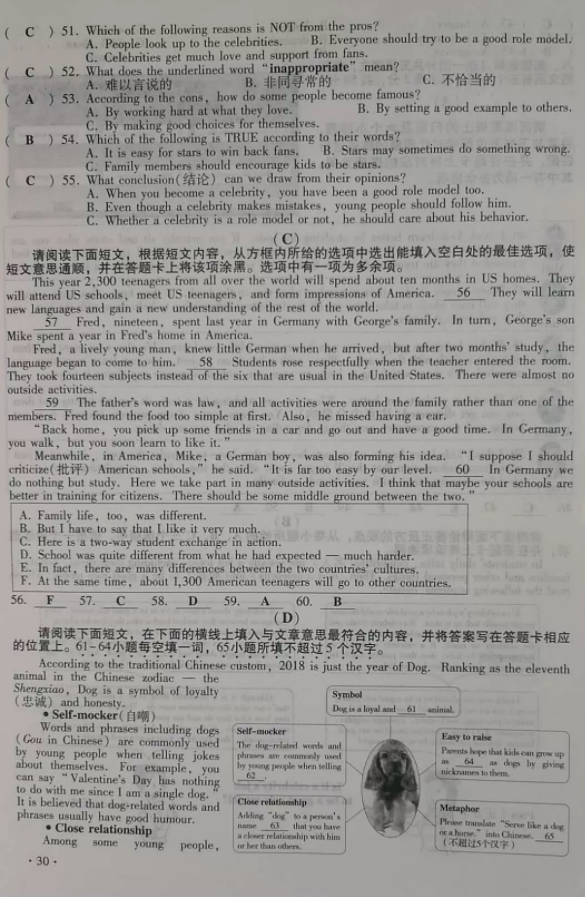 ( C ) 51. Which of the following reasons is NOT from the pros?
A. People look up to the celebrities. B. Everyone should try to be a good role model.
C. Celebrities get much love and support from fans.
( C ) 52. What does the underlined word "inappropriate" mean?
A. 难以言说的 B. 非同寻常的 C. 不恰当的
( A ) 53. According to the cons, how do some people become famous?
A. By working hard at what they love. B. By setting a good example to others.
C. By making good choices for themselves.
( B ) 54. Which of the following is TRUE according to their words?
A. It is easy for stars to win back fans. B. Stars may sometimes do something wrong.
C. Family members should encourage kids to be stars.
( C ) 55. What conclusion(结论) can we draw from their opinions?
A. When you become a celebrity, you have been a good role model too.
B. Even though a celebrity makes mistakes, young people should follow him.
C. Whether a celebrity is a role model or not, he should care about his behavior.
(C)
请阅读下面短文，根据短文内容，从方框内所给的选项中选出能填入空白处的最佳选项，使
短文意思通顺，并在答题卡上将该项涂黑。选项中有一项为多余项。
This year 2,300 teenagers from all over the world will spend about ten months in US homes. They
will attend US schools, meet US teenagers, and form impressions of America. 56 They will learn
new languages and gain a new understanding of the rest of the world.
57 Fred, nineteen, spent last year in Germany with George's family. In turn, George's son
Mike spent a year in Fred's home in America.
Fred, a lively young man, knew little German when he arrived, but after two months' study, the
language began to come to him. 58 Students rose respectfully when the teacher entered the room.
They took fourteen subjects instead of the six that are usual in the United States. There were almost no
outside activities.
59 The father's word was law, and all activities were around the family rather than one of the
members. Fred found the food too simple at first. Also, he missed having a car.
"Back home, you pick up some friends in a car and go out and have a good time. In Germany,
you walk, but you soon learn to like it."
Meanwhile, in America, Mike, a German boy, was also forming his idea. "I suppose I should
criticize(批评) American schools," he said. "It is far too easy by our level. 60 In Germany we
do nothing but study. Here we take part in many outside activities. I think that maybe your schools are
better in training for citizens. There should be some middle ground between the two."
A. Family life, too, was different.
B. But I have to say that I like it very much.
C. Here is a two-way student exchange in action.
D. School was quite different from what he had expected — much harder.
E. In fact, there are many differences between the two countries' cultures.
F. At the same time, about 1,300 American teenagers will go to other countries.
56. F 57. C 58. D 59. A 60. B
(D)
请阅读下面短文，在下面的横线上填入与文章意思最符合的内容，并将答案写在答题卡相应
的位置上。61-64小题每空填一词，65小题所填不超过5个汉字。
According to the traditional Chinese custom, 2018 is just the year of Dog. Ranking as the eleventh
animal in the Chinese zodiac — the
Shengxiao, Dog is a symbol of loyalty
(忠诚) and honesty.
● Self-mocker(自嘲)
Words and phrases including dogs
(Gou in Chinese) are commonly used
by young people when telling jokes
about themselves. For example, you
can say "Valentine's Day has nothing
to do with me since I am a single dog."
It is believed that dog-related words and
phrases usually have good humour.
● Close relationship
Among some young people,
Symbol
Dog is a loyal and 61 animal.
Self-mocker
The dog-related words and
phrases are commonly used
by young people when telling
62 .
Close relationship
Adding "dog" to a person's
name 63 that you have
a closer relationship with him
or her than others.
Easy to raise
Parents hope that kids can grow up
as 64 as dogs by giving
nicknames to them.
Metaphor
Please translate "Serve like a dog
or a horse." into Chinese. 65
(不超过5个汉字)
·30·